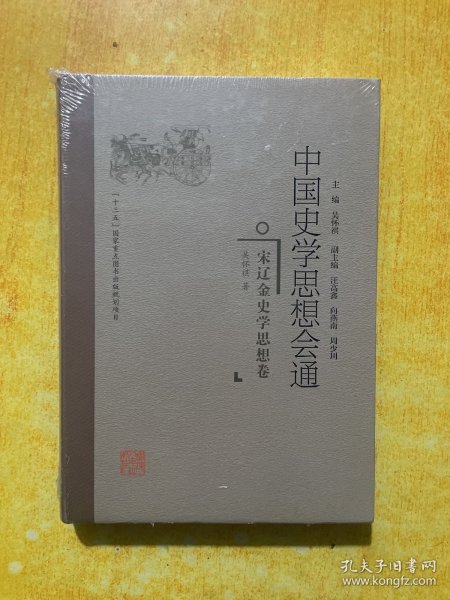 中国史学思想会通
主 编 吴怀祺 副主编 汪高鑫 向燕南 周少川
宋辽金史学思想卷
吴怀祺 著
「十二五」国家重点图书出版规划项目
孔夫子旧书网
www.kongfz.com